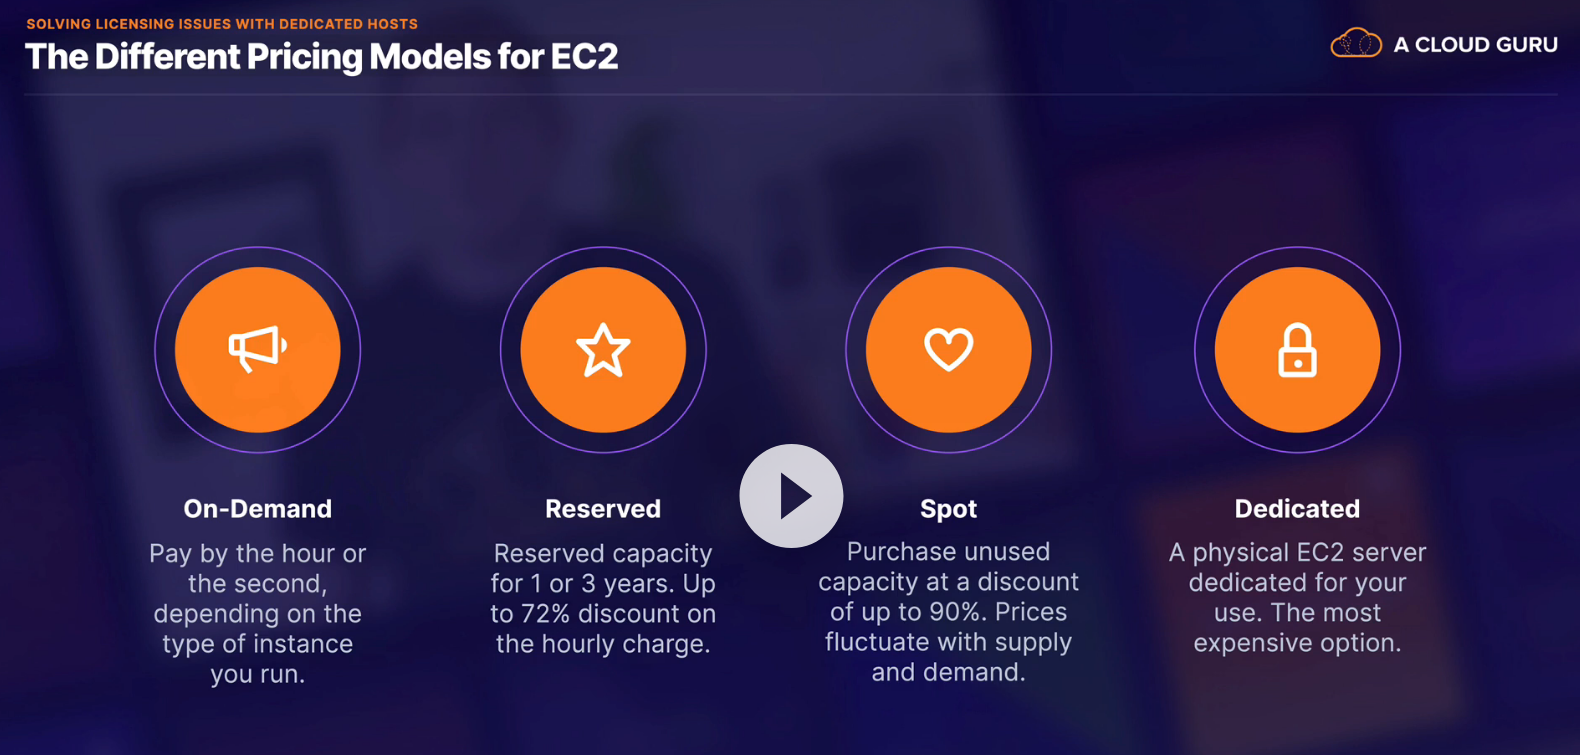 SOLVING LICENSING ISSUES WITH DEDICATED HOSTS
The Different Pricing Models for EC2
A CLOUD GURU
On-Demand
Pay by the hour or
the second,
depending on the
type of instance
you run.
Reserved
Reserved capacity
for 1 or 3 years. Up
to 72% discount on
the hourly charge.
Spot
Purchase unused
capacity at a discount
of up to 90%. Prices
fluctuate with supply
and demand.
Dedicated
A physical EC2 server
dedicated for your
use. The most
expensive option.